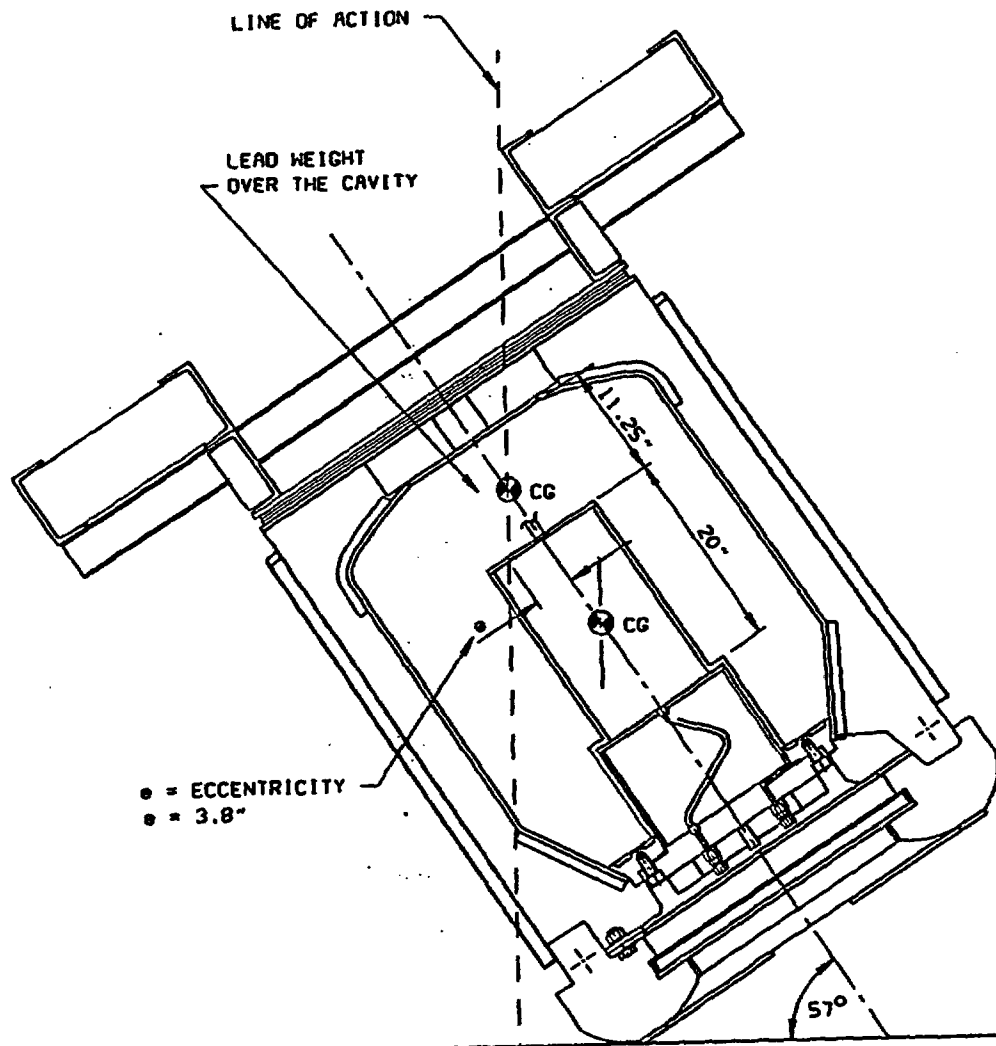 LINE OF ACTION
LEAD WEIGHT
OVER THE CAVITY
11.25"
CG
20"
e
CG
e = ECCENTRICITY
e = 3.8"
57°